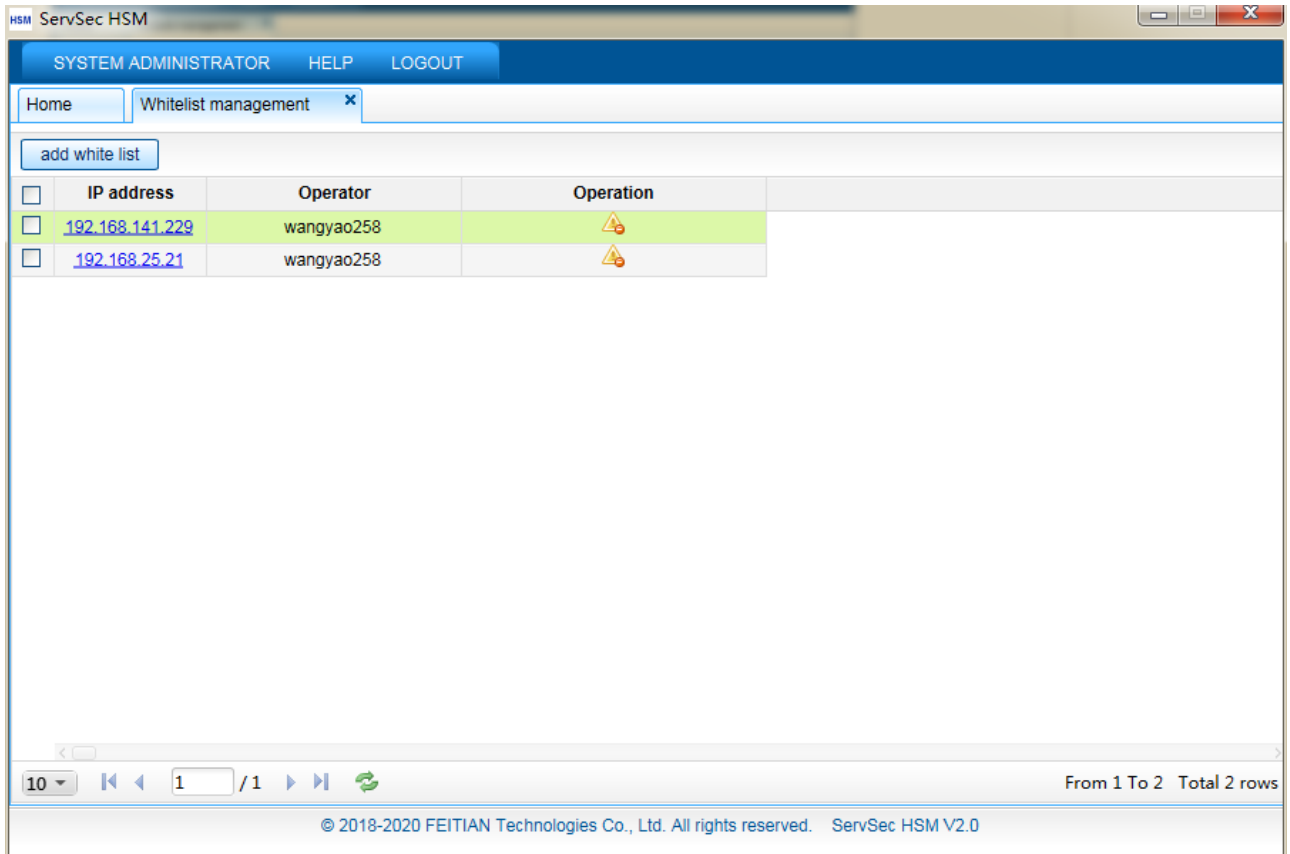 HSM ServSec HSM
SYSTEM ADMINISTRATOR HELP LOGOUT
Home Whitelist management
add white list
IP address Operator Operation
192.168.141.229 wangyao258
192.168.25.21 wangyao258
10 1 / 1 From 1 To 2 Total 2 rows
© 2018-2020 FEITIAN Technologies Co., Ltd. All rights reserved. ServSec HSM V2.0